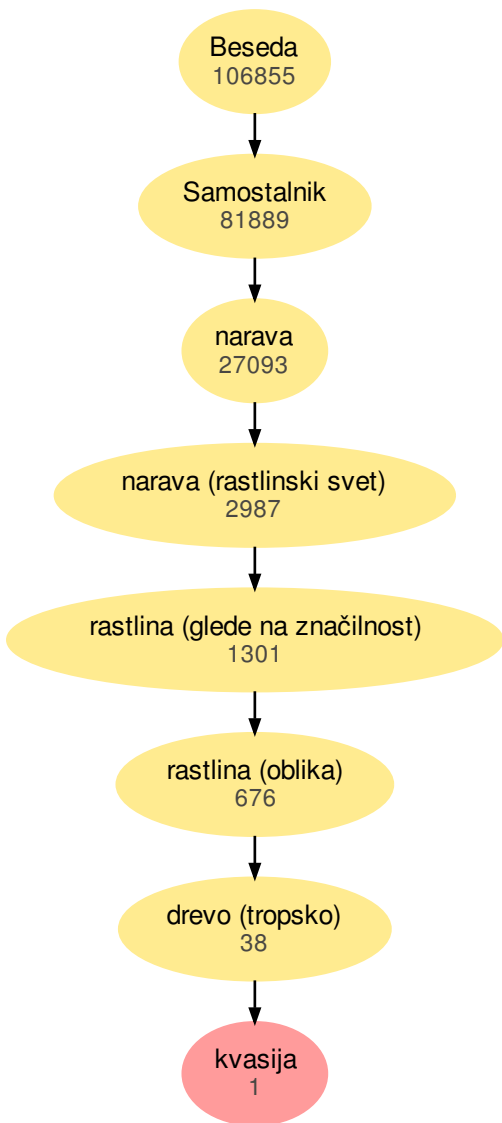 Beseda
106855
Samostalnik
81889
narava
27093
narava (rastlinski svet)
2987
rastlina (glede na značilnost)
1301
rastlina (oblika)
676
drevo (tropsko)
38
kvasija
1